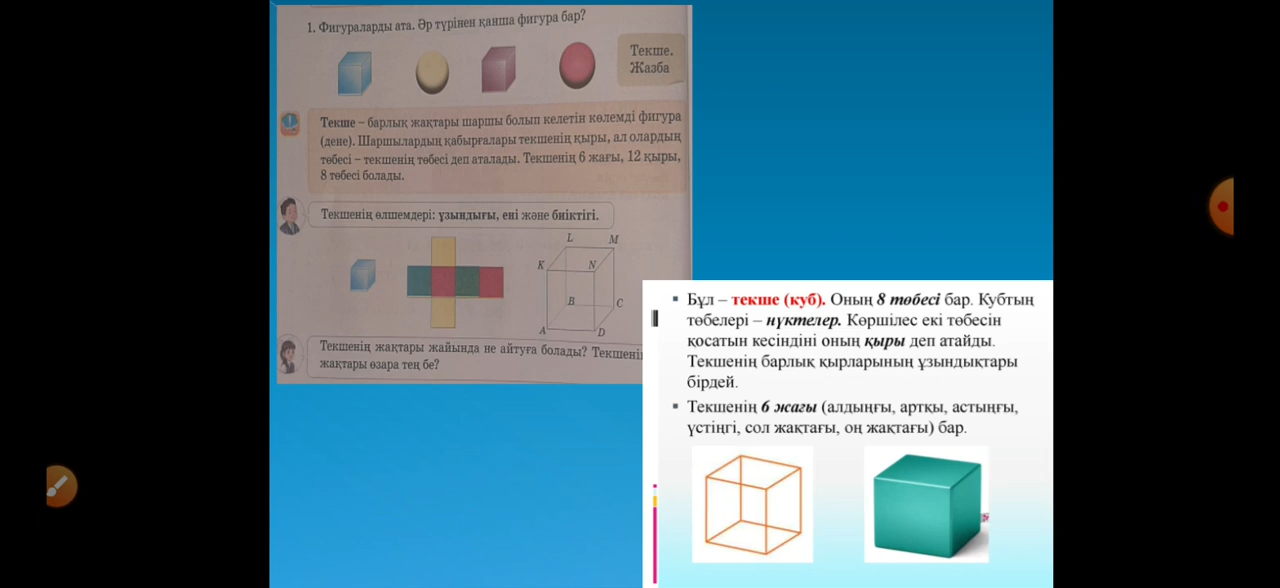 1. Фигураларды ата. Әр түрінен қанша фигура бар?
Текше.
Жазба
Текше – барлық жақтары шаршы болып келетін көлемді фигура
(дене). Шаршылардың қабырғалары текшенің қыры, ал олардың
төбесі – текшенің төбесі деп аталады. Текшенің 6 жағы, 12 қыры,
8 төбесі болады.
Текшенің өлшемдері: ұзындығы, ені және биіктігі.
L M
K N
B C
A D
Текшенің жақтары жайында не айтуға болады?
жақтары өзара тең бе?
▪ Бұл – текше (куб). Оның 8 төбесі бар. Кубтың
төбелері – нүктелер. Көршілес екі төбесін
қосатын кесіндіні оның қыры деп атайды.
Текшенің барлық қырларының ұзындықтары
бірдей.
▪ Текшенің 6 жағы (алдыңғы, артқы, астыңғы,
үстіңгі, сол жақтағы, оң жақтағы) бар.